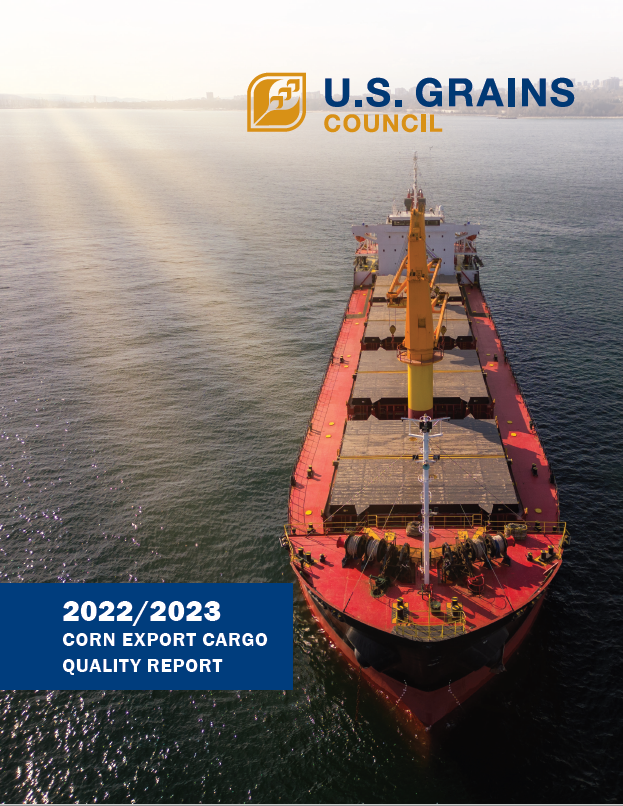 U.S. GRAINS
COUNCIL
2022/2023
CORN EXPORT CARGO
QUALITY REPORT